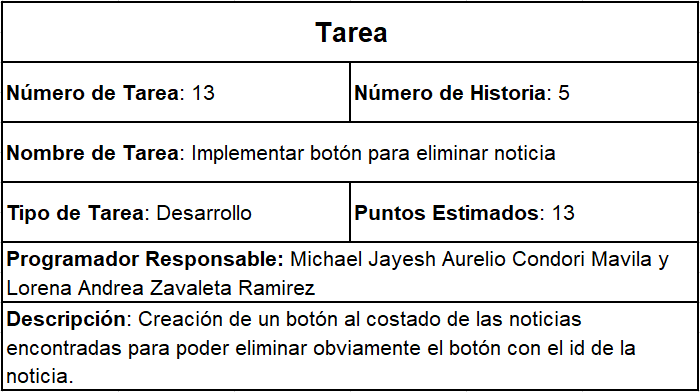 Tarea
Número de Tarea: 13
Número de Historia: 5
Nombre de Tarea: Implementar botón para eliminar noticia
Tipo de Tarea: Desarrollo
Puntos Estimados: 13
Programador Responsable: Michael Jayesh Aurelio Condori Mavila y
Lorena Andrea Zavaleta Ramirez
Descripción: Creación de un botón al costado de las noticias
encontradas para poder eliminar obviamente el botón con el id de la
noticia.